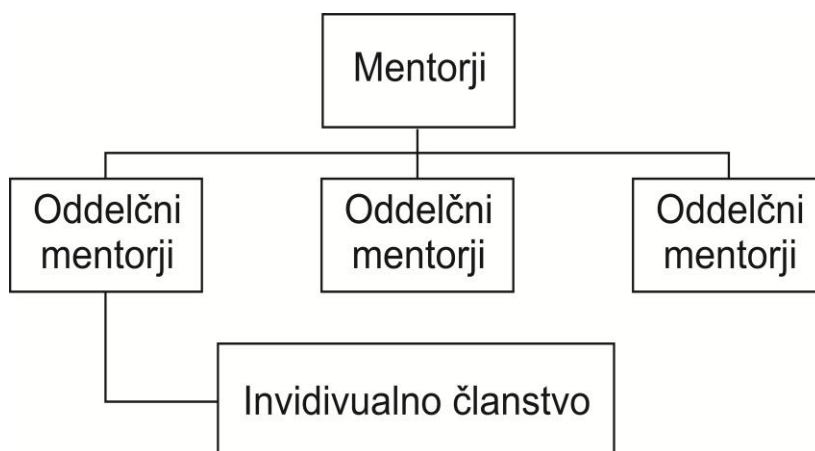 Mentorji
Oddelčni
mentorji
Oddelčni
mentorji
Oddelčni
mentorji
Invidivualno članstvo